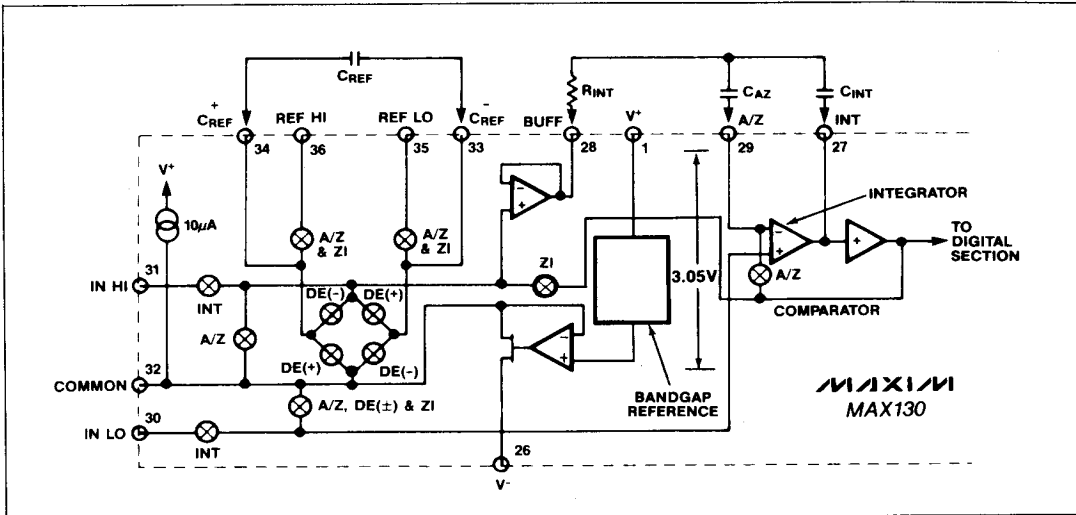 CREF
+
CREF
REF HI
REF LO
-
CREF
BUFF
RINT
V+
CAZ
A/Z
CINT
INT
34
36
35
33
28
1
29
27
V+
10µA
A/Z
& ZI
A/Z
& ZI
-
+
INTEGRATOR
-
+
+
TO
DIGITAL
SECTION
31
IN HI
INT
DE(-)
DE(+)
ZI
3.05V
A/Z
COMPARATOR
A/Z
DE(+)
DE(-)
-
+
32
COMMON
A/Z, DE(±) & ZI
BANDGAP
REFERENCE
MAXIM
MAX130
30
IN LO
INT
26
V-